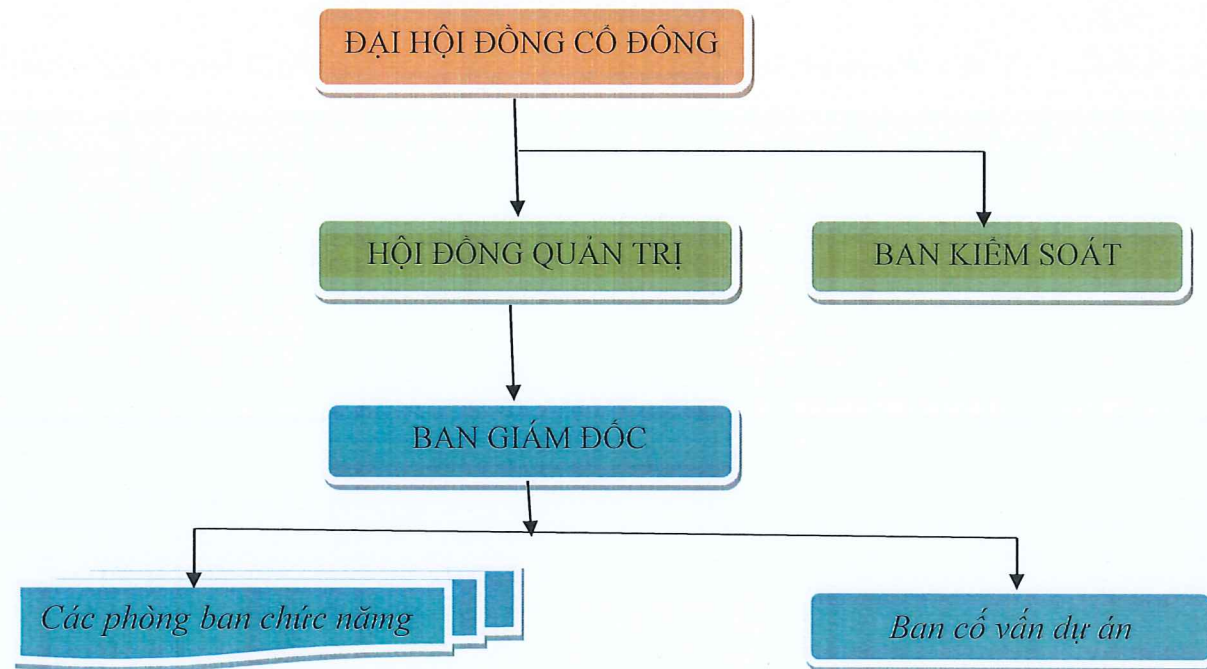 ĐẠI HỘI ĐỒNG CỔ ĐÔNG
HỘI ĐỒNG QUẢN TRỊ
BAN KIỂM SOÁT
BAN GIÁM ĐỐC
Các phòng ban chức năng
Ban cố vấn dự án